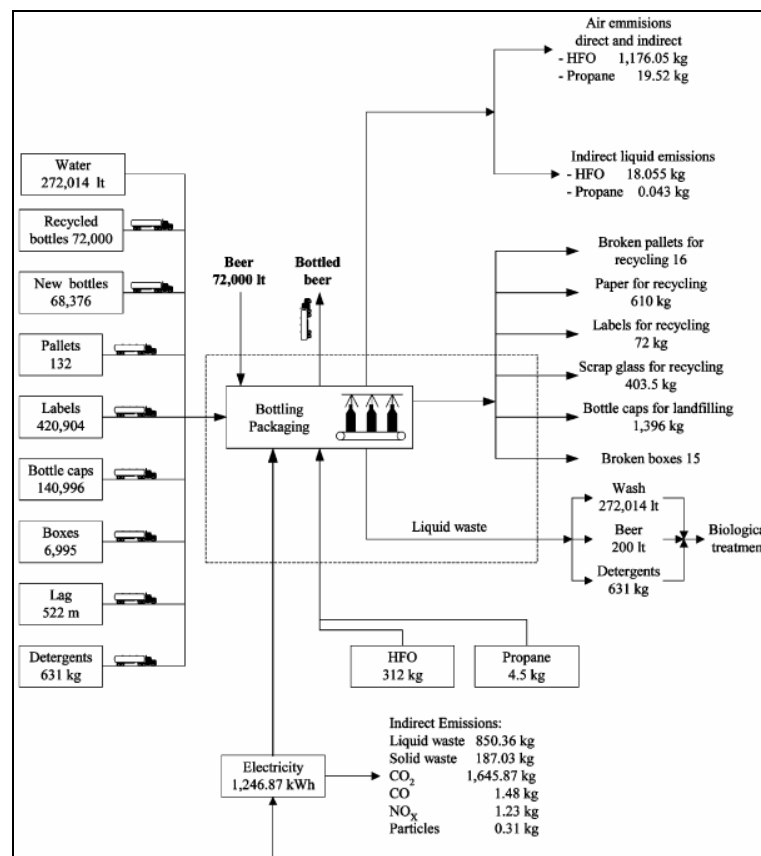 Air emmisions
direct and indirect
- HFO 1,176.05 kg
- Propane 19.52 kg
Indirect liquid emissions
- HFO 18.055 kg
- Propane 0.043 kg
Water
272,014 lt
Recycled
bottles 72,000
New bottles
68,376
Pallets
132
Labels
420,904
Bottle caps
140,996
Boxes
6,995
Lag
522 m
Detergents
631 kg
Beer
72,000 lt
Bottled
beer
Bottling
Packaging
Broken pallets for
recycling 16
Paper for recycling
610 kg
Labels for recycling
72 kg
Scrap glass for recycling
403.5 kg
Bottle caps for landfilling
1,396 kg
Broken boxes 15
Liquid waste
Wash
272,014 lt
Beer
200 lt
Detergents
631 kg
Biological
treatmen
HFO
312 kg
Propane
4.5 kg
Electricity
1,246.87 kWh
Indirect Emissions:
Liquid waste 850.36 kg
Solid waste 187.03 kg
CO2 1,645.87 kg
CO 1.48 kg
NOX 1.23 kg
Particles 0.31 kg